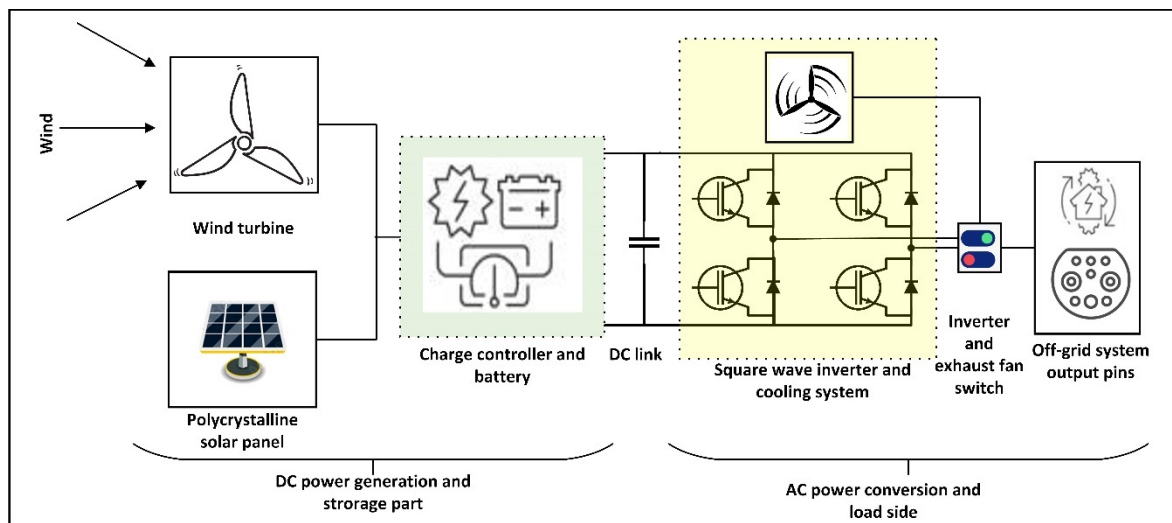 Wind
Wind turbine
Polycrystalline
solar panel
Charge controller and
battery
DC link
Square wave inverter and
cooling system
Inverter
and
exhaust fan
switch
Off-grid system
output pins
DC power generation and
strorage part
AC power conversion and
load side